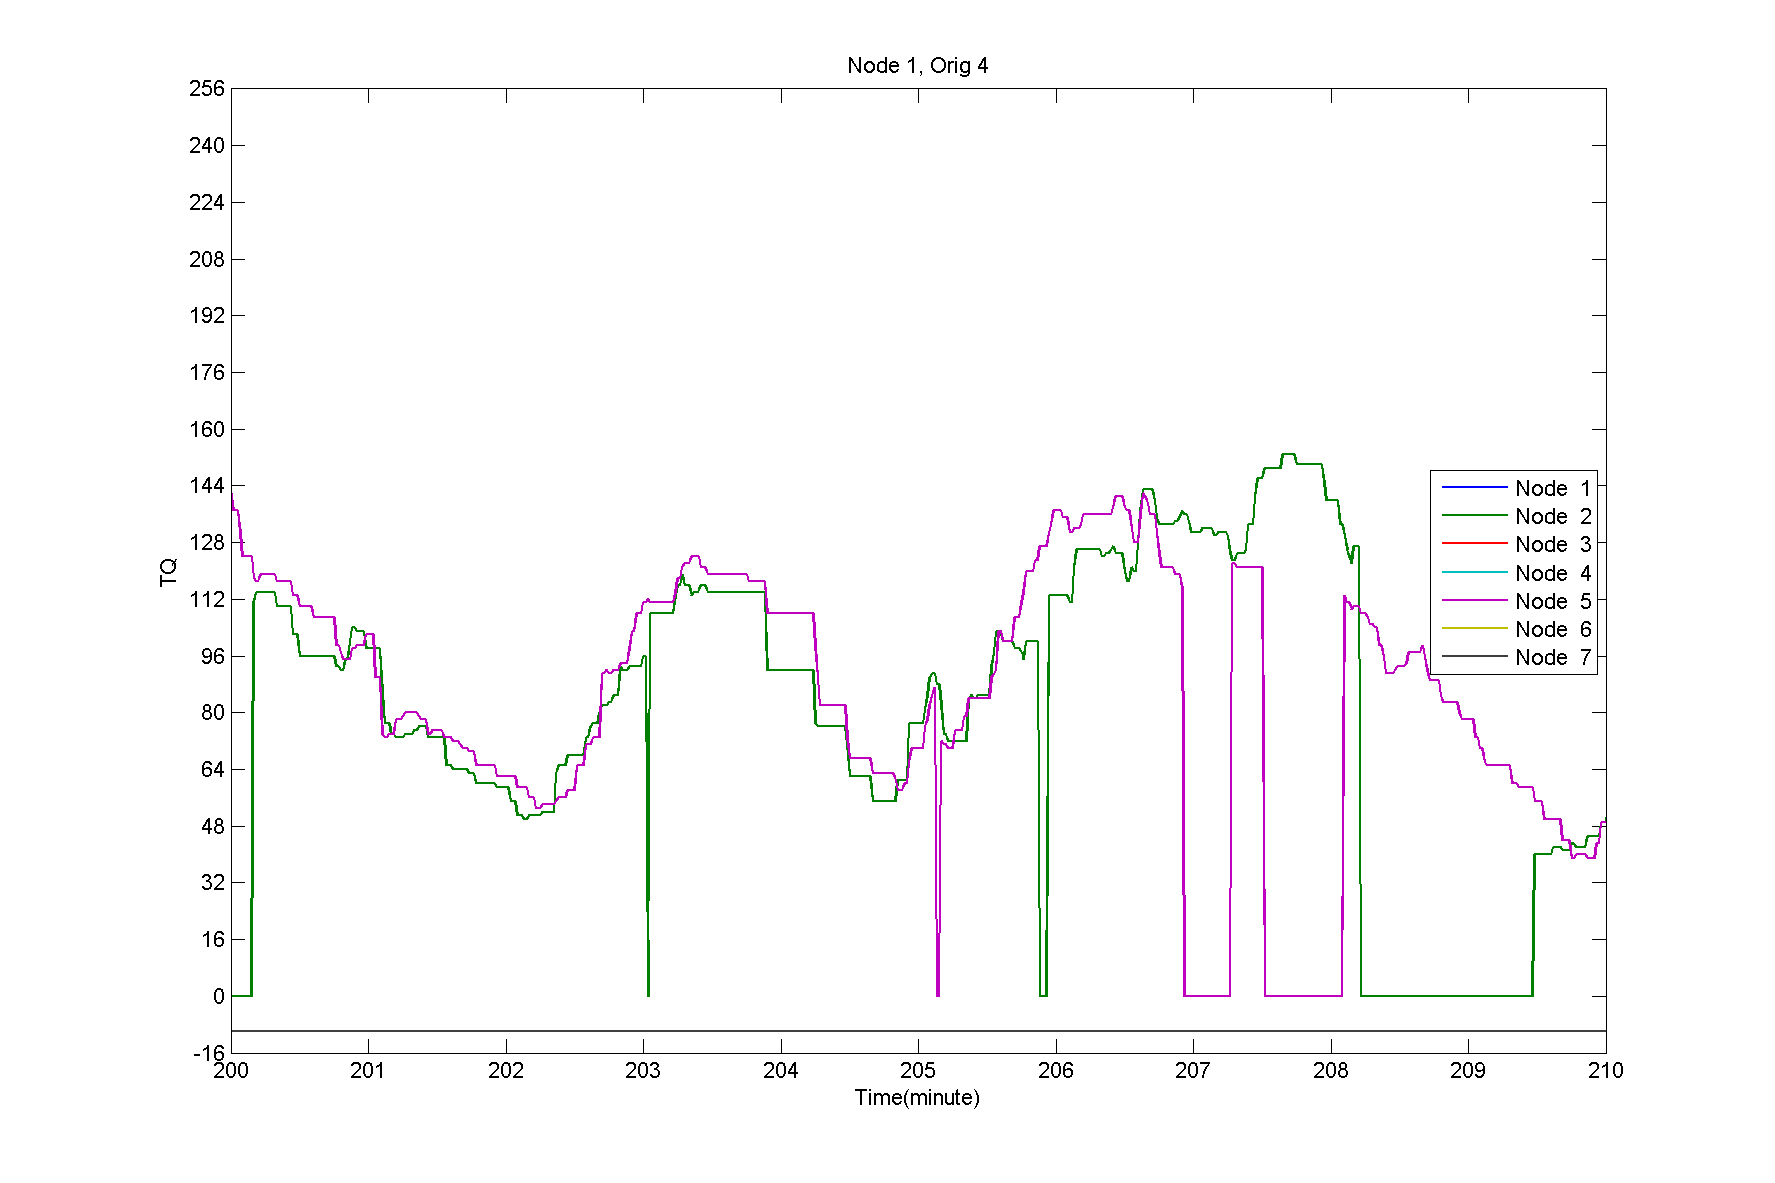 Node 1, Orig 4
256
240
224
208
192
176
160
144
128
112
96
80
64
48
32
16
0
-16
TQ
Node 1
Node 2
Node 3
Node 4
Node 5
Node 6
Node 7
200 201 202 203 204 205 206 207 208 209 210
Time(minute)